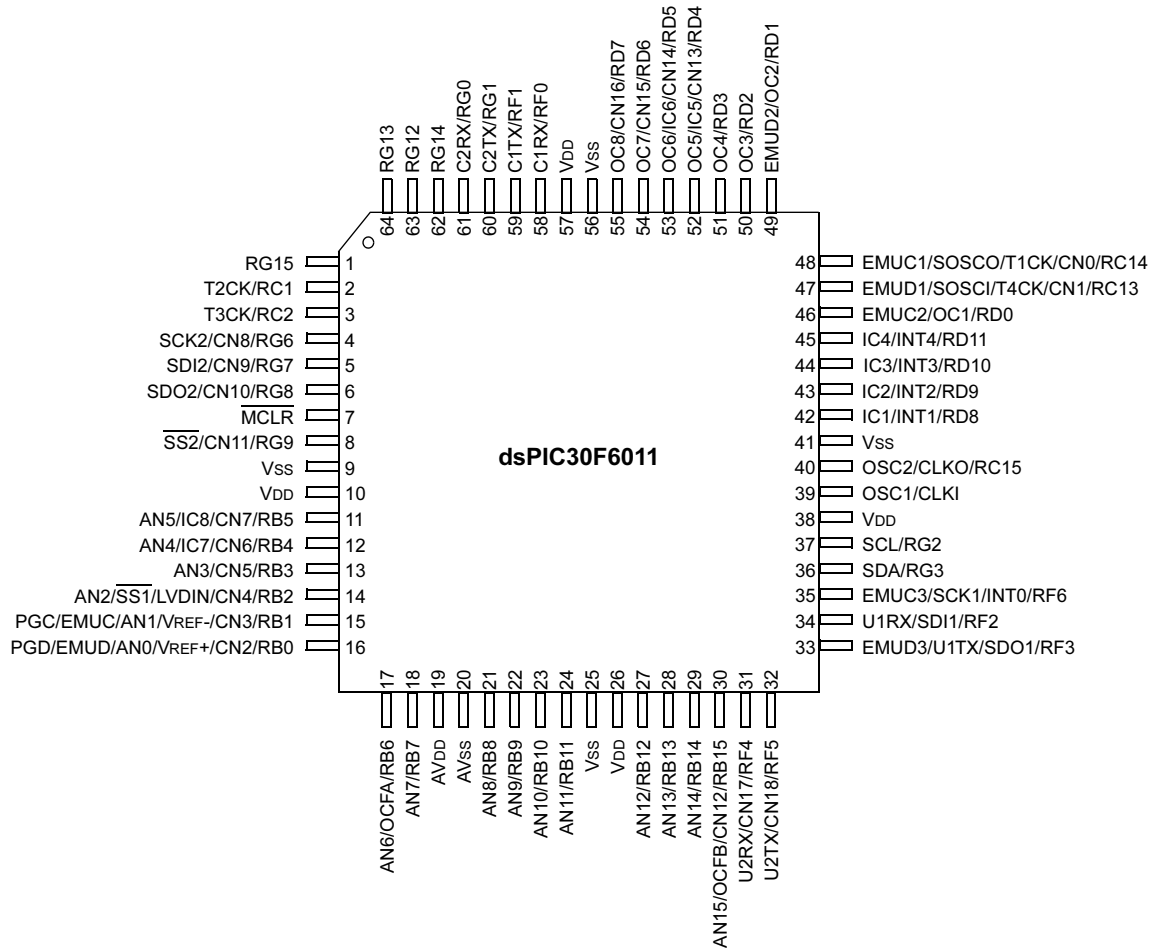 RG13
RG12
RG14
C2RX/RG0
C2TX/RG1
C1TX/RF1
C1RX/RF0
VDD
VSS
OC8/CN16/RD7
OC7/CN15/RD6
OC6/IC6/CN14/RD5
OC5/IC5/CN13/RD4
OC4/RD3
OC3/RD2
EMUD2/OC2/RD1
64
63
62
61
60
59
58
57
56
55
54
53
52
51
50
49
RG15 1
T2CK/RC1 2
T3CK/RC2 3
SCK2/CN8/RG6 4
SDI2/CN9/RG7 5
SDO2/CN10/RG8 6
MCLR 7
SS2/CN11/RG9 8
VSS 9
VDD 10
AN5/IC8/CN7/RB5 11
AN4/IC7/CN6/RB4 12
AN3/CN5/RB3 13
AN2/SS1/LVDIN/CN4/RB2 14
PGC/EMUC/AN1/VREF-/CN3/RB1 15
PGD/EMUD/AN0/VREF+/CN2/RB0 16
dsPIC30F6011
48 EMUC1/SOSCO/T1CK/CN0/RC14
47 EMUD1/SOSCI/T4CK/CN1/RC13
46 EMUC2/OC1/RD0
45 IC4/INT4/RD11
44 IC3/INT3/RD10
43 IC2/INT2/RD9
42 IC1/INT1/RD8
41 VSS
40 OSC2/CLKO/RC15
39 OSC1/CLKI
38 VDD
37 SCL/RG2
36 SDA/RG3
35 EMUC3/SCK1/INT0/RF6
34 U1RX/SDI1/RF2
33 EMUD3/U1TX/SDO1/RF3
17
18
19
20
21
22
23
24
25
26
27
28
29
30
31
32
AN6/OCFA/RB6
AN7/RB7
AVDD
AVSS
AN8/RB8
AN9/RB9
AN10/RB10
AN11/RB11
VSS
VDD
AN12/RB12
AN13/RB13
AN14/RB14
AN15/OCFB/CN12/RB15
U2RX/CN17/RF4
U2TX/CN18/RF5